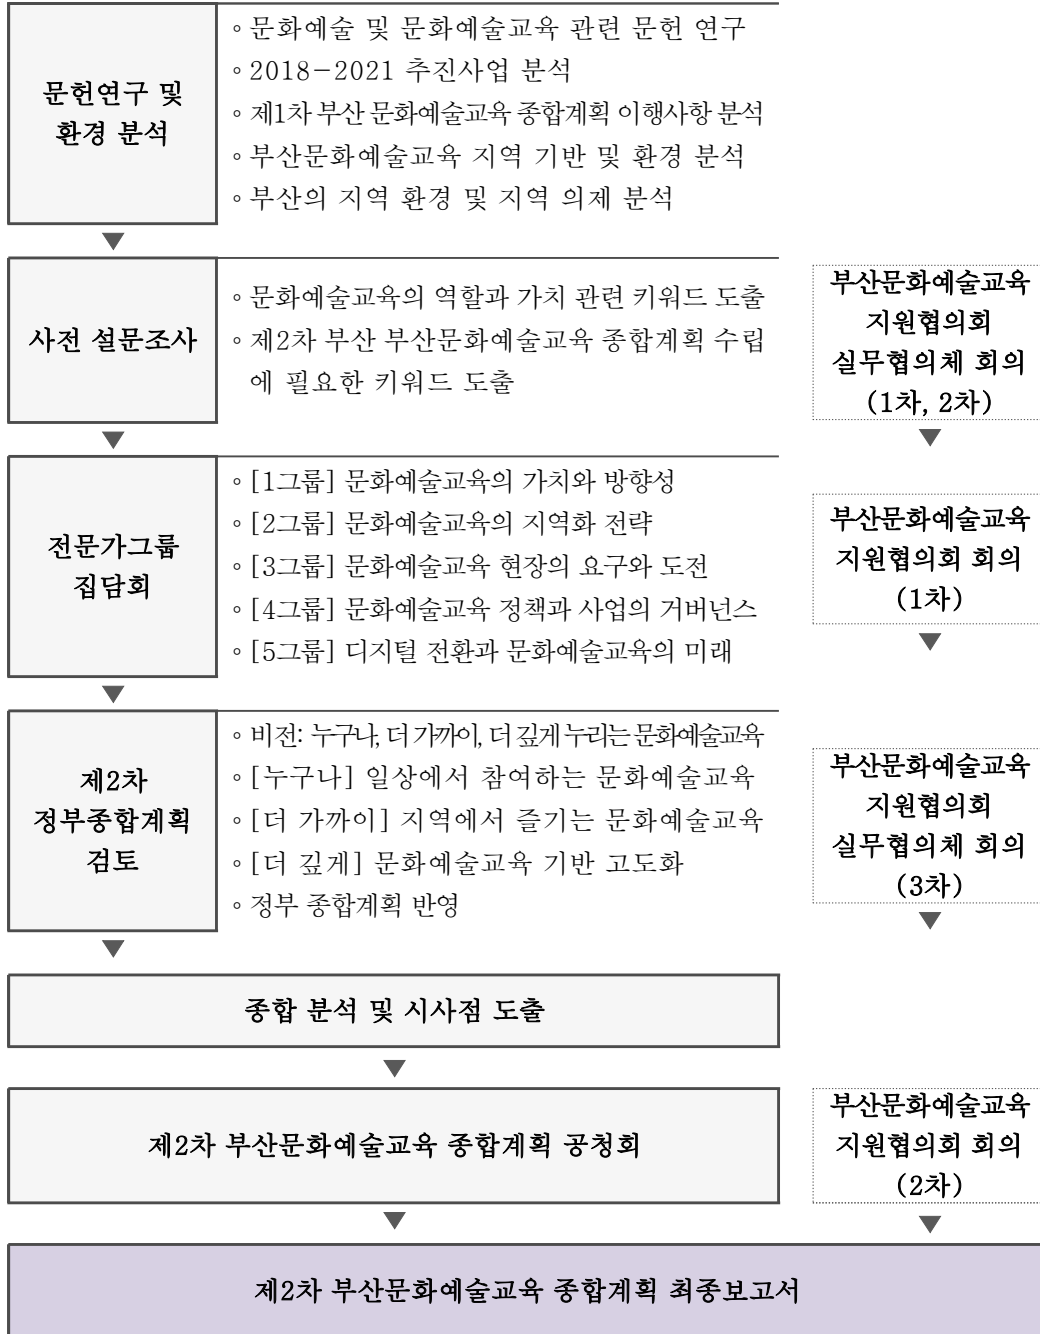 문헌연구 및
환경 분석
◦ 문화예술 및 문화예술교육 관련 문헌 연구
◦ 2018-2021 추진사업 분석
◦ 제1차 부산 문화예술교육 종합계획 이행사항 분석
◦ 부산문화예술교육 지역 기반 및 환경 분석
◦ 부산의 지역 환경 및 지역 의제 분석
▼
사전 설문조사
◦ 문화예술교육의 역할과 가치 관련 키워드 도출
◦ 제2차 부산 부산문화예술교육 종합계획 수립
에 필요한 키워드 도출
부산문화예술교육
지원협의회
실무협의체 회의
(1차, 2차)
▼
▼
전문가그룹
집담회
◦ [1그룹] 문화예술교육의 가치와 방향성
◦ [2그룹] 문화예술교육의 지역화 전략
◦ [3그룹] 문화예술교육 현장의 요구와 도전
◦ [4그룹] 문화예술교육 정책과 사업의 거버넌스
◦ [5그룹] 디지털 전환과 문화예술교육의 미래
부산문화예술교육
지원협의회 회의
(1차)
▼
▼
제2차
정부종합계획
검토
◦ 비전: 누구나, 더 가까이, 더 깊게 누리는 문화예술교육
◦ [누구나] 일상에서 참여하는 문화예술교육
◦ [더 가까이] 지역에서 즐기는 문화예술교육
◦ [더 깊게] 문화예술교육 기반 고도화
◦ 정부 종합계획 반영
부산문화예술교육
지원협의회
실무협의체 회의
(3차)
▼
▼
종합 분석 및 시사점 도출
▼
제2차 부산문화예술교육 종합계획 공청회
부산문화예술교육
지원협의회 회의
(2차)
▼
▼
제2차 부산문화예술교육 종합계획 최종보고서